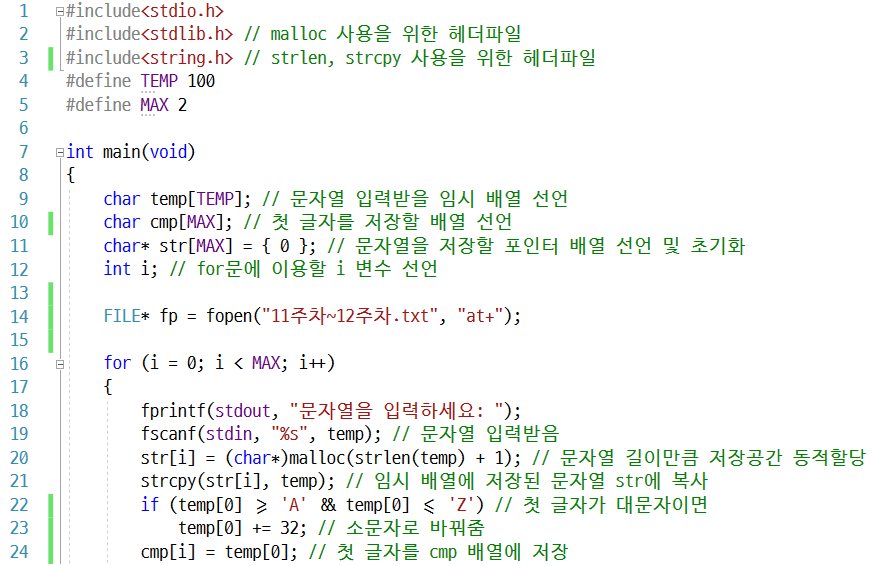 1 #include<stdio.h>
2 #include<stdlib.h> // malloc 사용을 위한 헤더파일
3 #include<string.h> // strlen, strcpy 사용을 위한 헤더파일
4 #define TEMP 100
5 #define MAX 2
6
7 int main(void)
8 {
9 char temp[TEMP]; // 문자열 입력받을 임시 배열 선언
10 char cmp[MAX]; // 첫 글자를 저장할 배열 선언
11 char* str[MAX] = { 0 }; // 문자열을 저장할 포인터 배열 선언 및 초기화
12 int i; // for문에 이용할 i 변수 선언
13
14 FILE* fp = fopen("11주차~12주차.txt", "at+");
15
16 for (i = 0; i < MAX; i++)
17 {
18 fprintf(stdout, "문자열을 입력하세요: ");
19 fscanf(stdin, "%s", temp); // 문자열 입력받음
20 str[i] = (char*)malloc(strlen(temp) + 1); // 문자열 길이만큼 저장공간 동적할당
21 strcpy(str[i], temp); // 임시 배열에 저장된 문자열 str에 복사
22 if (temp[0] >= 'A' && temp[0] <= 'Z') // 첫 글자가 대문자이면
23 temp[0] += 32; // 소문자로 바꿔줌
24 cmp[i] = temp[0]; // 첫 글자를 cmp 배열에 저장